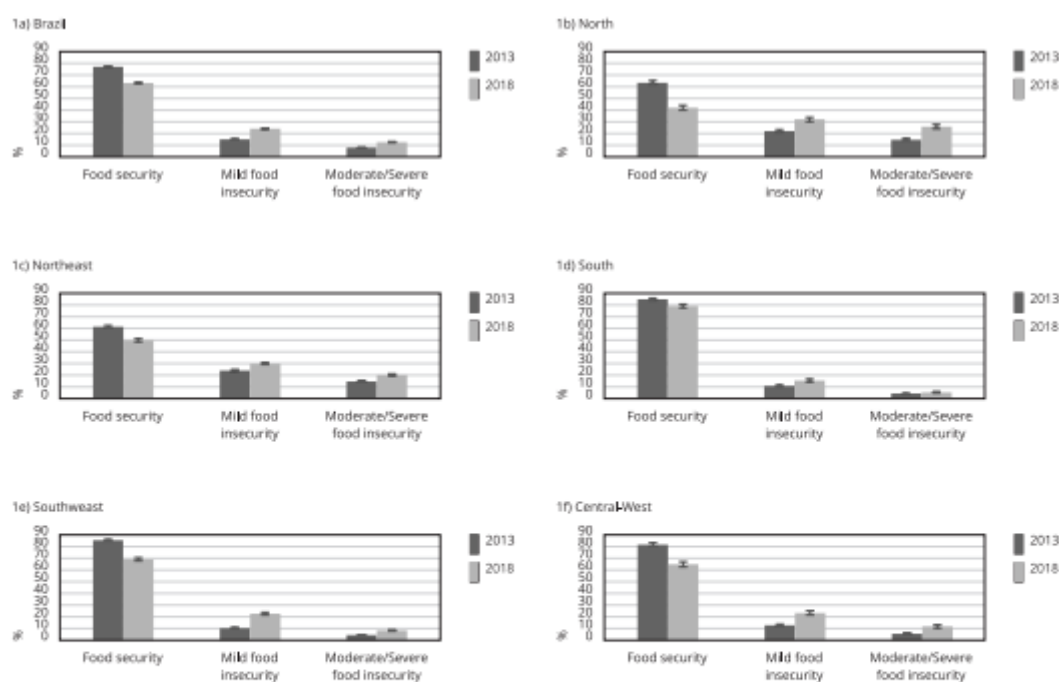 1a) Brazil
90
80
70
60
50
40
30
20
10
0
%
2013
2018
Food security
Mild food
insecurity
Moderate/Severe
food insecurity
1b) North
90
80
70
60
50
40
30
20
10
0
%
2013
2018
Food security
Mild food
insecurity
Moderate/Severe
food insecurity
1c) Northeast
90
80
70
60
50
40
30
20
10
0
%
2013
2018
Food security
Mild food
insecurity
Moderate/Severe
food insecurity
1d) South
90
80
70
60
50
40
30
20
10
0
%
2013
2018
Food security
Mild food
insecurity
Moderate/Severe
food insecurity
1e) Southweast
90
80
70
60
50
40
30
20
10
0
%
2013
2018
Food security
Mild food
insecurity
Moderate/Severe
food insecurity
1f) Central-West
90
80
70
60
50
40
30
20
10
0
%
2013
2018
Food security
Mild food
insecurity
Moderate/Severe
food insecurity